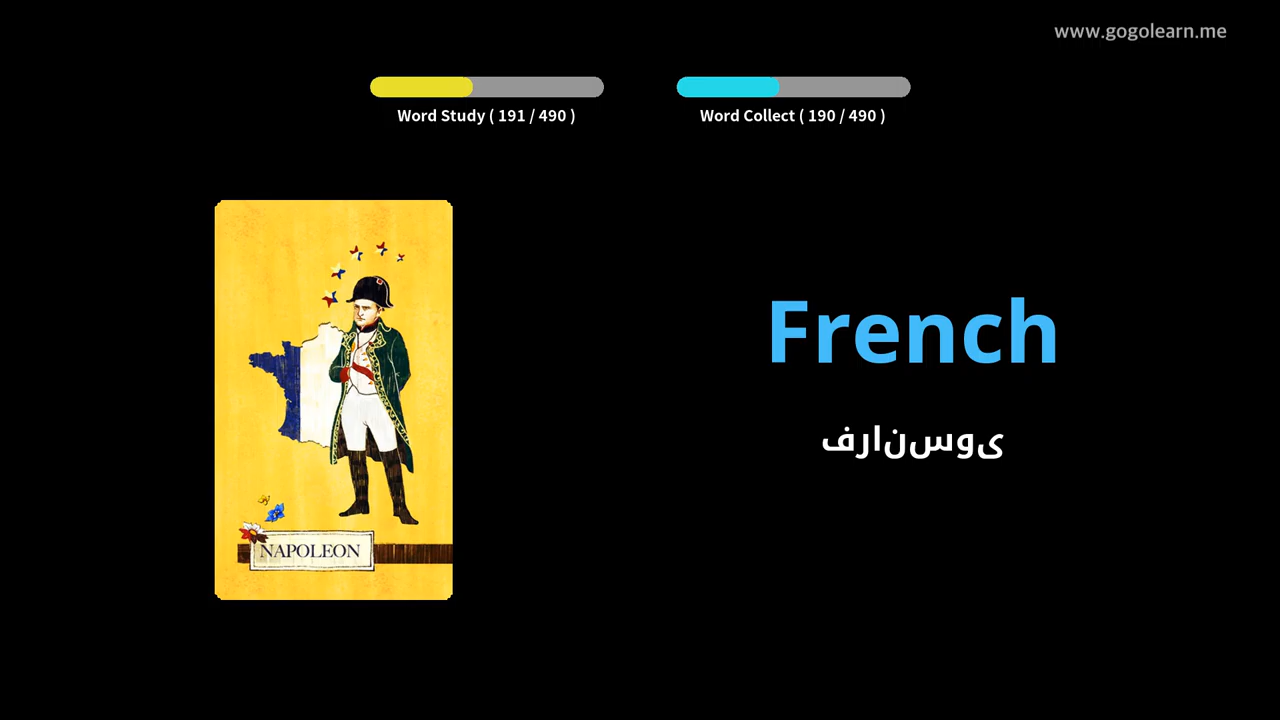 www.gogolearn.me
Word Study ( 191 / 490 )
Word Collect ( 190 / 490 )
NAPOLEON
French
فرانسوی